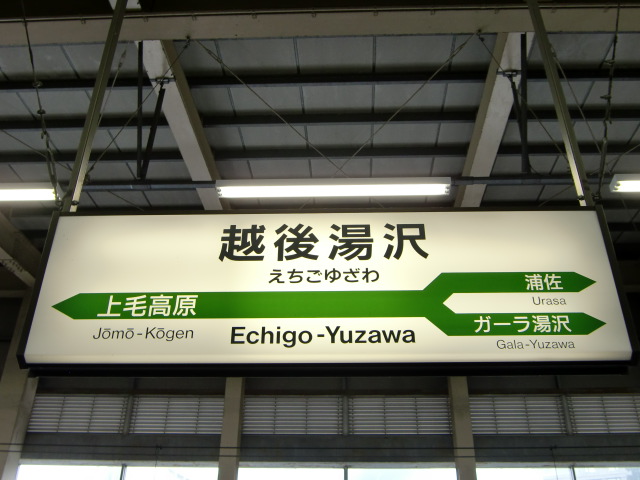 越後湯沢
えちごゆざわ
上毛高原
Jōmō-Kōgen
Echigo-Yuzawa
浦佐
Urasa
ガーラ湯沢
Gala-Yuzawa